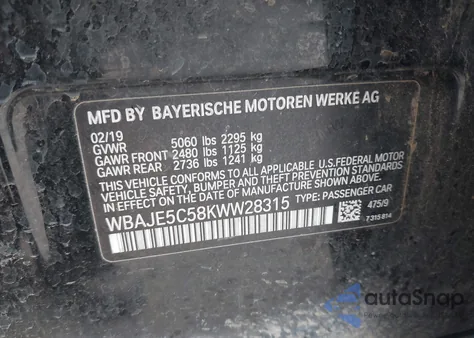 MFD BY BAYERISCHE MOTOREN WERKE AG
02/19
GVWR 5060 lbs 2295 kg
GAWR FRONT 2480 lbs 1125 kg
GAWR REAR 2736 lbs 1241 kg
THIS VEHICLE CONFORMS TO ALL APPLICABLE U.S.FEDERAL MOTOR
VEHICLE SAFETY, BUMPER AND THEFT PREVENTION STANDARDS
IN EFFECT ON THE DATE OF MANUFACTURE SHOWN ABOVE.
WBAJE5C58KWW28315 TYPE: PASSENGER CAR
475/9
7315814
autoSnap